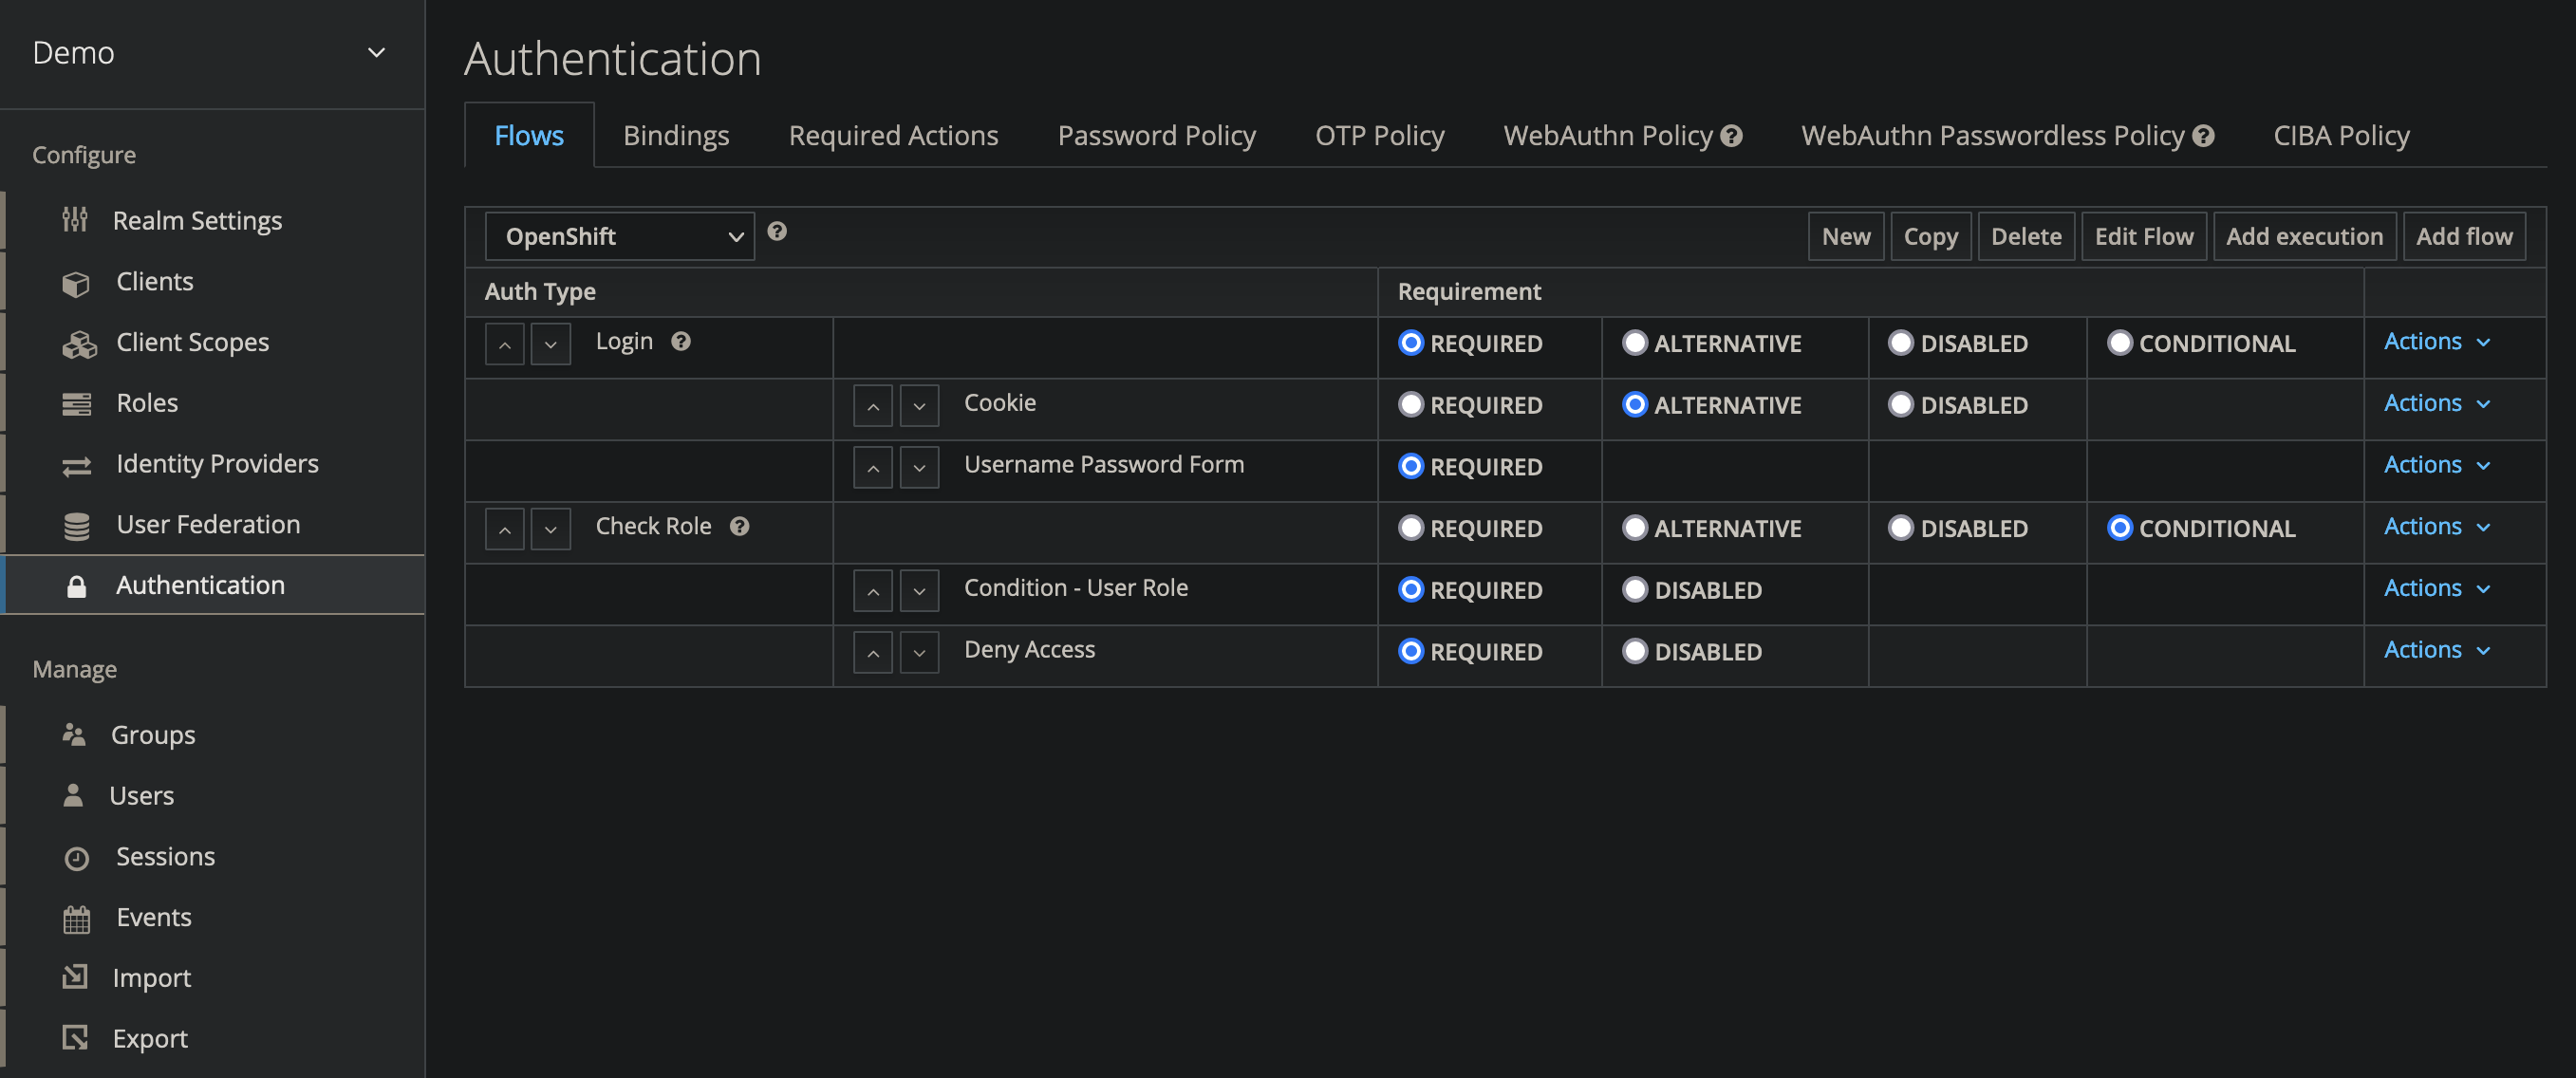 Demo
Configure
Realm Settings
Clients
Client Scopes
Roles
Identity Providers
User Federation
Authentication
Manage
Groups
Users
Sessions
Events
Import
Export
Authentication
Flows Bindings Required Actions Password Policy OTP Policy WebAuthn Policy WebAuthn Passwordless Policy CIBA Policy
OpenShift New Copy Delete Edit Flow Add execution Add flow
Auth Type Requirement
Login REQUIRED ALTERNATIVE DISABLED CONDITIONAL Actions
Cookie REQUIRED ALTERNATIVE DISABLED Actions
Username Password Form REQUIRED Actions
Check Role REQUIRED ALTERNATIVE DISABLED CONDITIONAL Actions
Condition - User Role REQUIRED DISABLED Actions
Deny Access REQUIRED DISABLED Actions